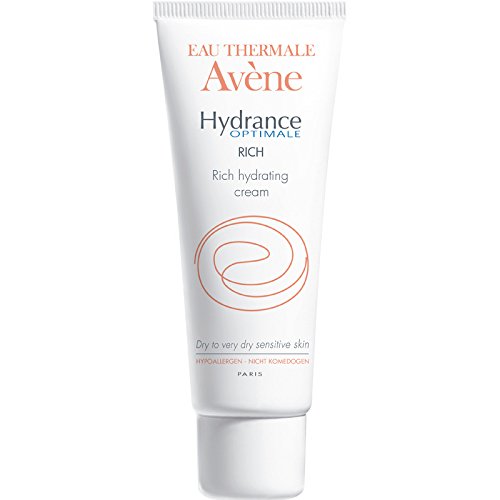 EAU THERMALE
Avène
Hydrance
OPTIMALE
RICH
Rich hydrating
cream
Dry to very dry sensitive skin
HYPOALLERGEN - NICHT KOMEDOGEN
PARIS